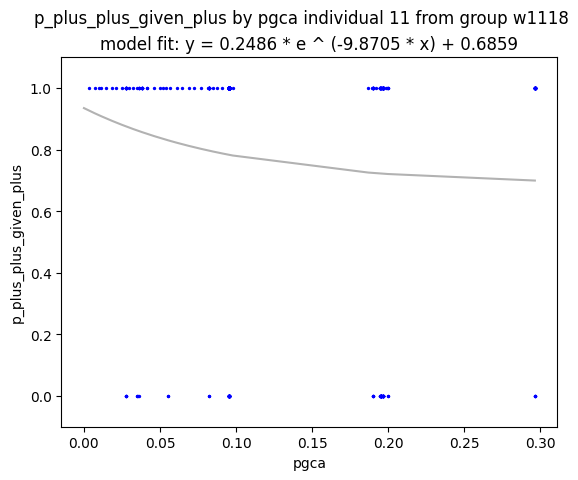 p_plus_plus_given_plus by pgca individual 11 from group w1118
model fit: y = 0.2486 * e ^ (-9.8705 * x) + 0.6859
1.0
0.8
0.6
0.4
0.2
0.0
p_plus_plus_given_plus
0.00 0.05 0.10 0.15 0.20 0.25 0.30
pgca